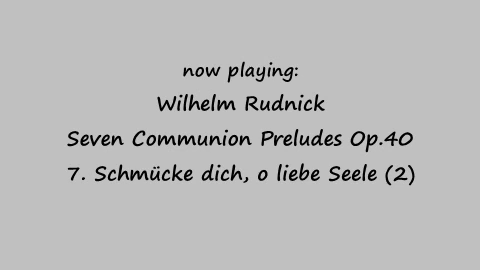 now playing:
Wilhelm Rudnick
Seven Communion Preludes Op.40
7. Schmücke dich, o liebe Seele (2)